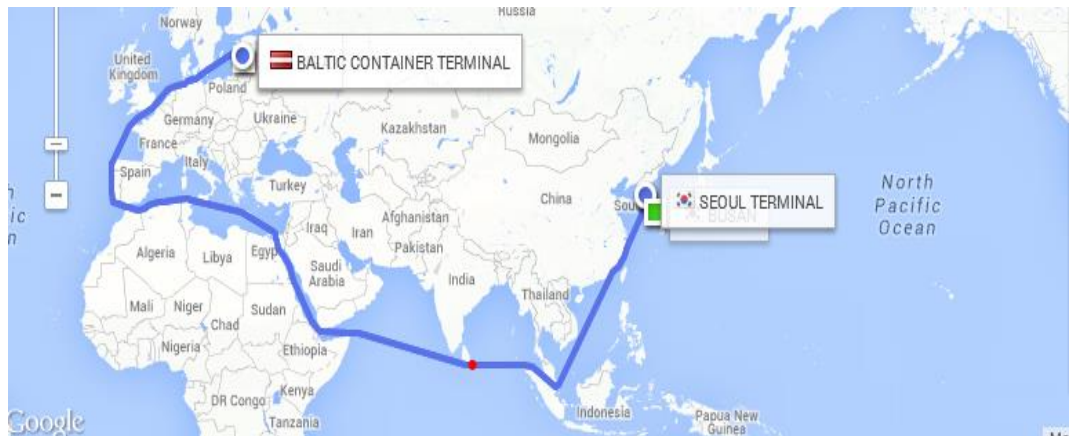 Russia
Norway
BALTIC CONTAINER TERMINAL
United
Kingdom
Poland
Germany
Ukraine
Kazakhstan
Mongolia
France
Italy
Spain
Turkey
China
SEOUL TERMINAL
BUSAN
North
Pacific
Ocean
Afghanistan
Iraq
Iran
Pakistan
Algeria
Libya
Egypt
Saudi
Arabia
India
Thailand
Mali
Niger
Sudan
Chad
Nigeria
Ethiopia
Kenya
DR Congo
Indonesia
Papua New
Guinea
Tanzania
Google